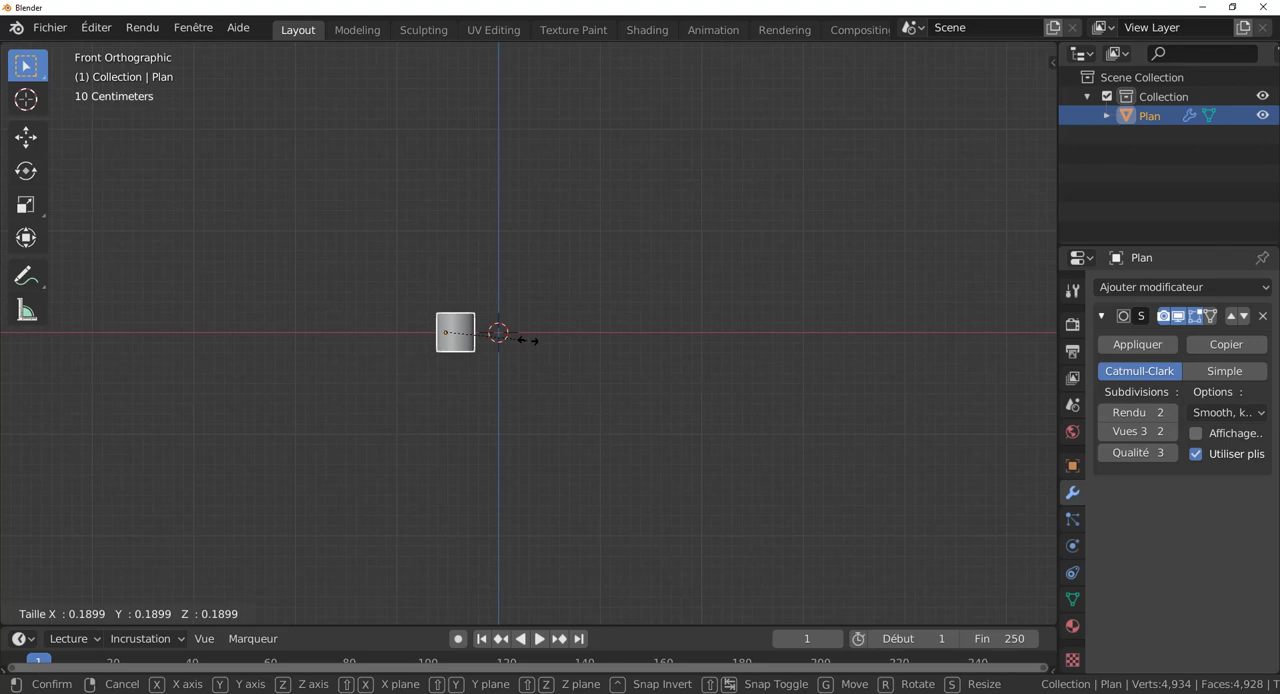 Blender
Fichier Éditer Rendu Fenêtre Aide
Layout Modeling Sculpting UV Editing Texture Paint Shading Animation Rendering Compositing
Scene
View Layer
Front Orthographic
(1) Collection | Plan
10 Centimeters
Scene Collection
Collection
Plan
Plan
Ajouter modificateur
S
Appliquer Copier
Catmull-Clark Simple
Subdivisions : Options :
Rendu 2 Smooth, k..
Vues 3 2 Affichage..
Qualité 3 Utiliser plis
Taille X : 0.1899 Y : 0.1899 Z : 0.1899
Lecture Incrustation Vue Marqueur
1 Début 1 Fin 250
1 20 40 60 80 100 120 140 160 180 200 220 240
Confirm Cancel X X axis Y Y axis Z Z axis X X plane Y Y plane Z Z plane Snap Invert Snap Toggle G Move R Rotate S Resize Collection | Plan | Verts:4,934 | Faces:4,928 | T